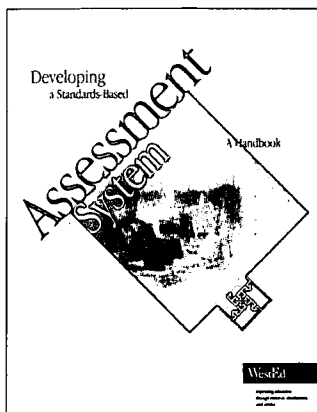 Developing
a Standards-Based
Assessment
System
A Handbook
WestEd